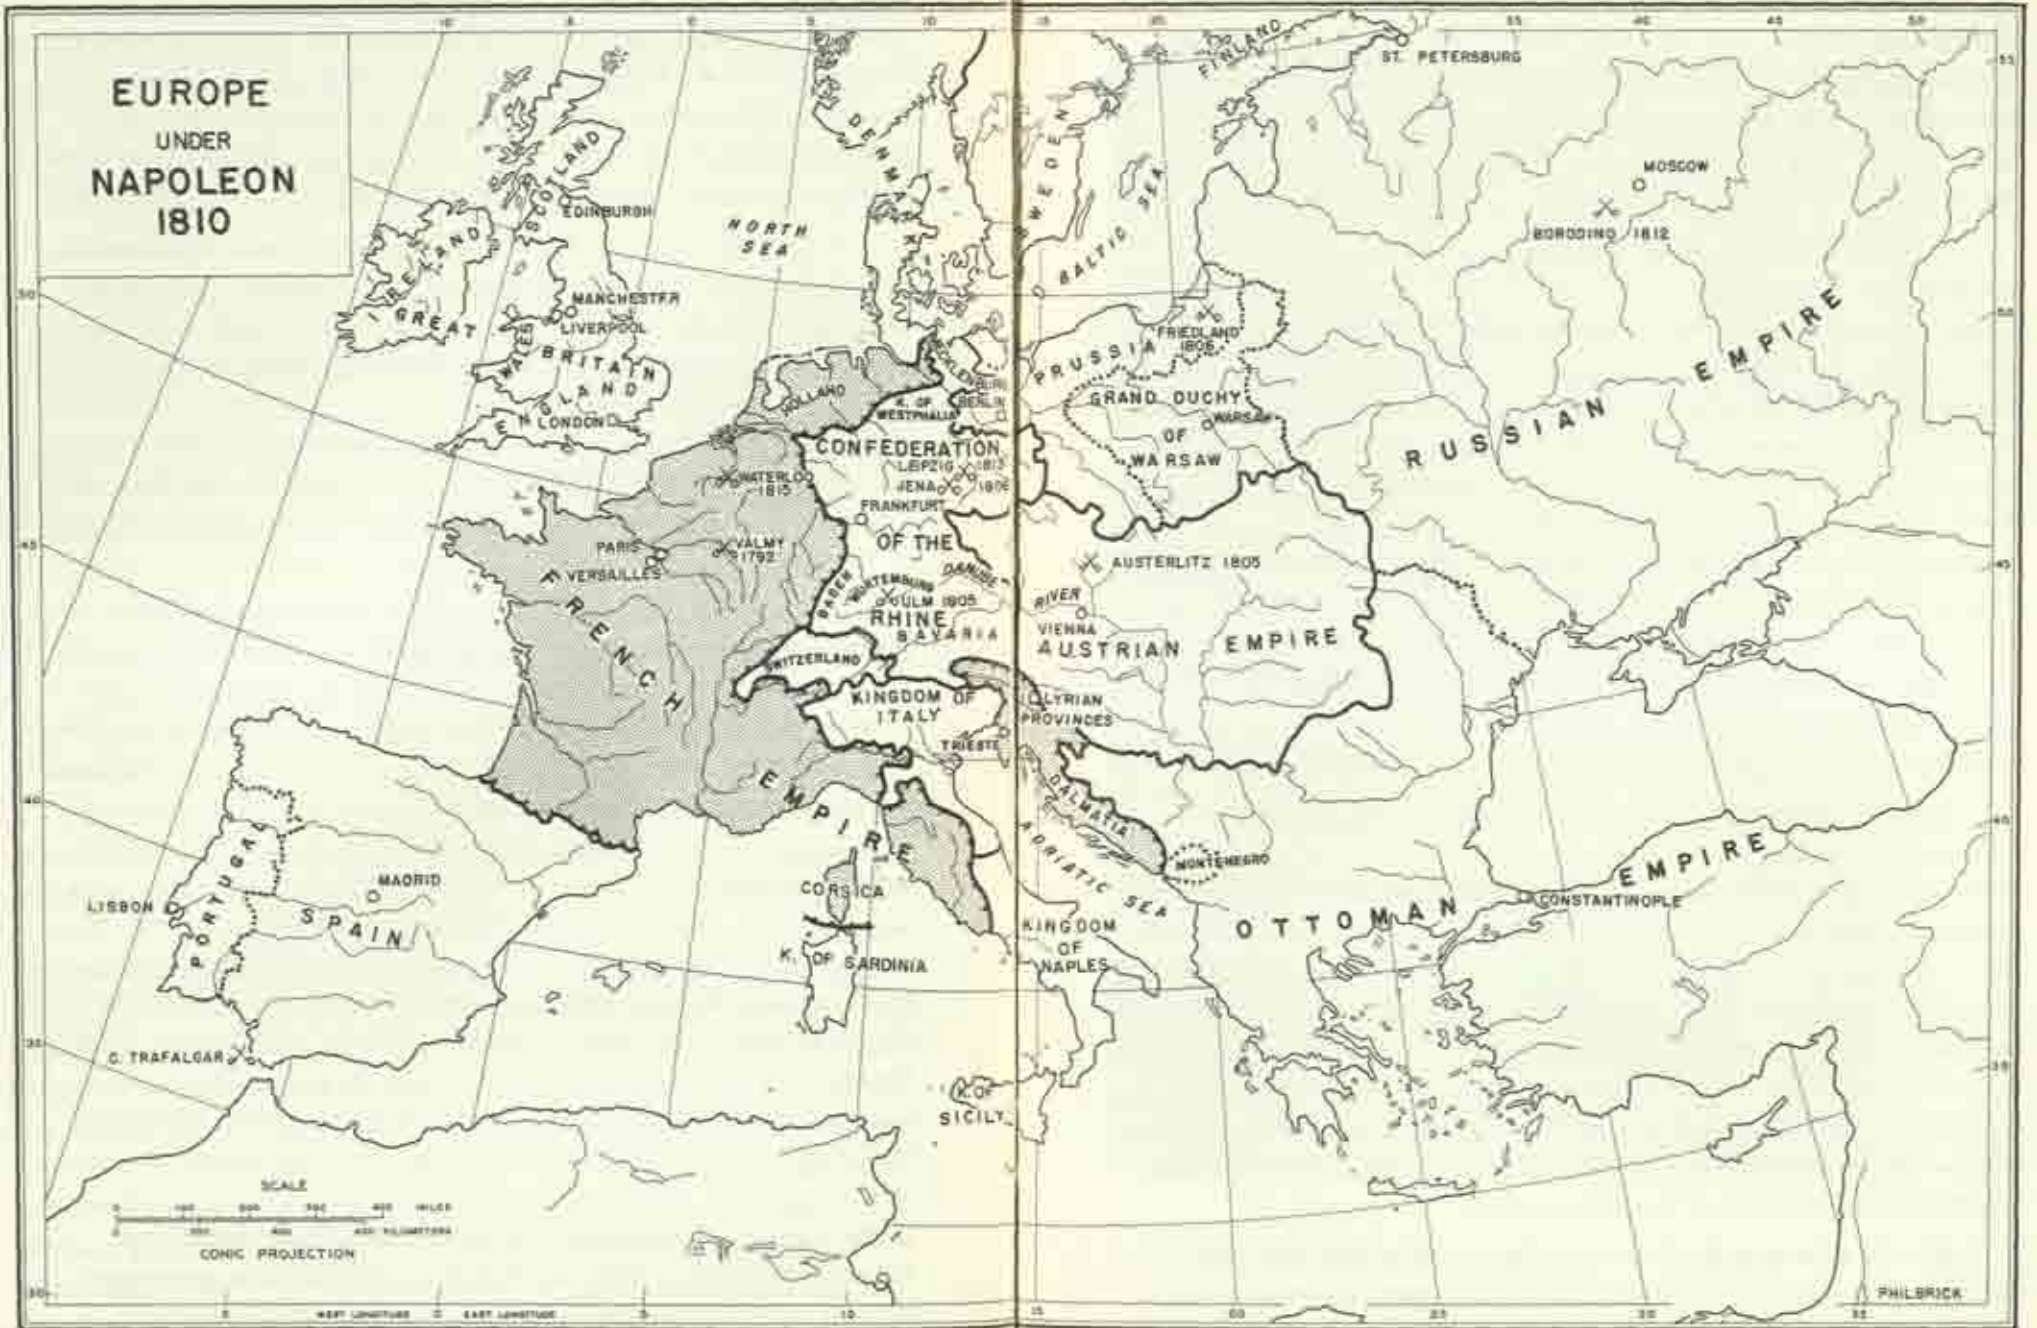 EUROPE
UNDER
NAPOLEON
1810
FINLAND
ST. PETERSBURG
SWEDEN
BALTIC SEA
MOSCOW
BORODINO 1812
SCOTLAND
EDINBURGH
NORTH
SEA
IRELAND
GREAT
BRITAIN
MANCHESTER
LIVERPOOL
WALES
ENGLAND
LONDON
HOLLAND
MECKLENBURG
BERLIN
K. OF
WESTPHALIA
PRUSSIA
FRIEDLAND
1806
GRAND DUCHY
OF
WARSAW
WARSAW
RUSSIAN EMPIRE
CONFEDERATION
OF THE
RHINE
LEIPZIG 1813
JENA 1806
FRANKFURT
WATERLOO
1815
PARIS
VERSAILLES
VALMY
1792
FRENCH
EMPIRE
BADEN
WURTEMBURG
ULM 1805
BAVARIA
DANUBE
RIVER
AUSTERLITZ 1805
VIENNA
AUSTRIAN EMPIRE
SWITZERLAND
KINGDOM OF
ITALY
TRIESTE
ILLYRIAN
PROVINCES
DALMATIA
ADRIATIC SEA
MONTENEGRO
OTTOMAN
EMPIRE
CONSTANTINOPLE
PORTUGAL
LISBON
MADRID
SPAIN
C. TRAFALGAR
CORSICA
K. OF SARDINIA
KINGDOM
OF
NAPLES
K. OF
SICILY
SCALE
MILES
KILOMETERS
CONIC PROJECTION
WEST LONGITUDE 0 EAST LONGITUDE
PHILBRICK